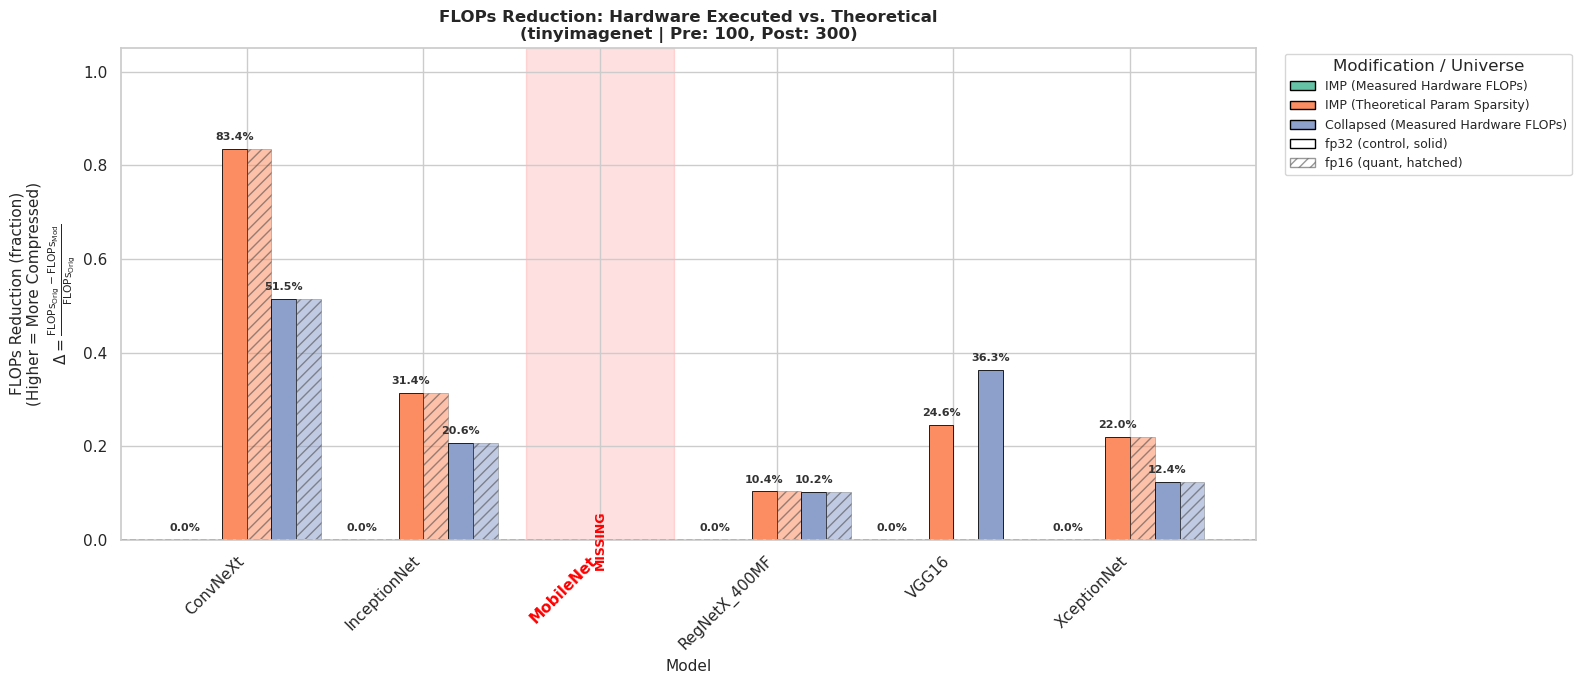 FLOPs Reduction: Hardware Executed vs. Theoretical
(tinyimagenet | Pre: 100, Post: 300)
FLOPs Reduction (fraction)
(Higher = More Compressed)
Δ = (FLOPs_Orig − FLOPs_Mod) / FLOPs_Orig
1.0
0.8
0.6
0.4
0.2
0.0
0.0%
83.4%
51.5%
0.0%
31.4%
20.6%
MISSING
0.0%
10.4%
10.2%
0.0%
24.6%
36.3%
0.0%
22.0%
12.4%
ConvNeXt
InceptionNet
MobileNet
RegNetX_400MF
VGG16
XceptionNet
Model
Modification / Universe
IMP (Measured Hardware FLOPs)
IMP (Theoretical Param Sparsity)
Collapsed (Measured Hardware FLOPs)
fp32 (control, solid)
fp16 (quant, hatched)